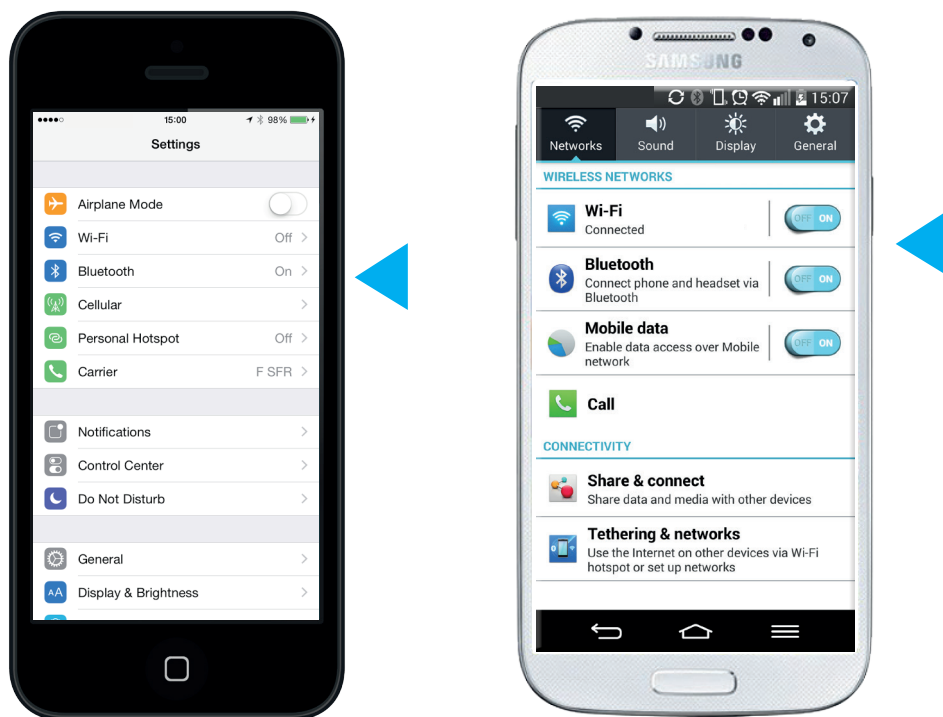 15:00
98%
Settings
Airplane Mode
Wi-Fi Off
Bluetooth On
Cellular
Personal Hotspot Off
Carrier F SFR
Notifications
Control Center
Do Not Disturb
General
AA Display & Brightness
SAMSUNG
15:07
Networks Sound Display General
WIRELESS NETWORKS
Wi-Fi
Connected
OFF ON
Bluetooth
Connect phone and headset via
Bluetooth
OFF ON
Mobile data
Enable data access over Mobile
network
OFF ON
Call
CONNECTIVITY
Share & connect
Share data and media with other devices
Tethering & networks
Use the Internet on other devices via Wi-Fi
hotspot or set up networks